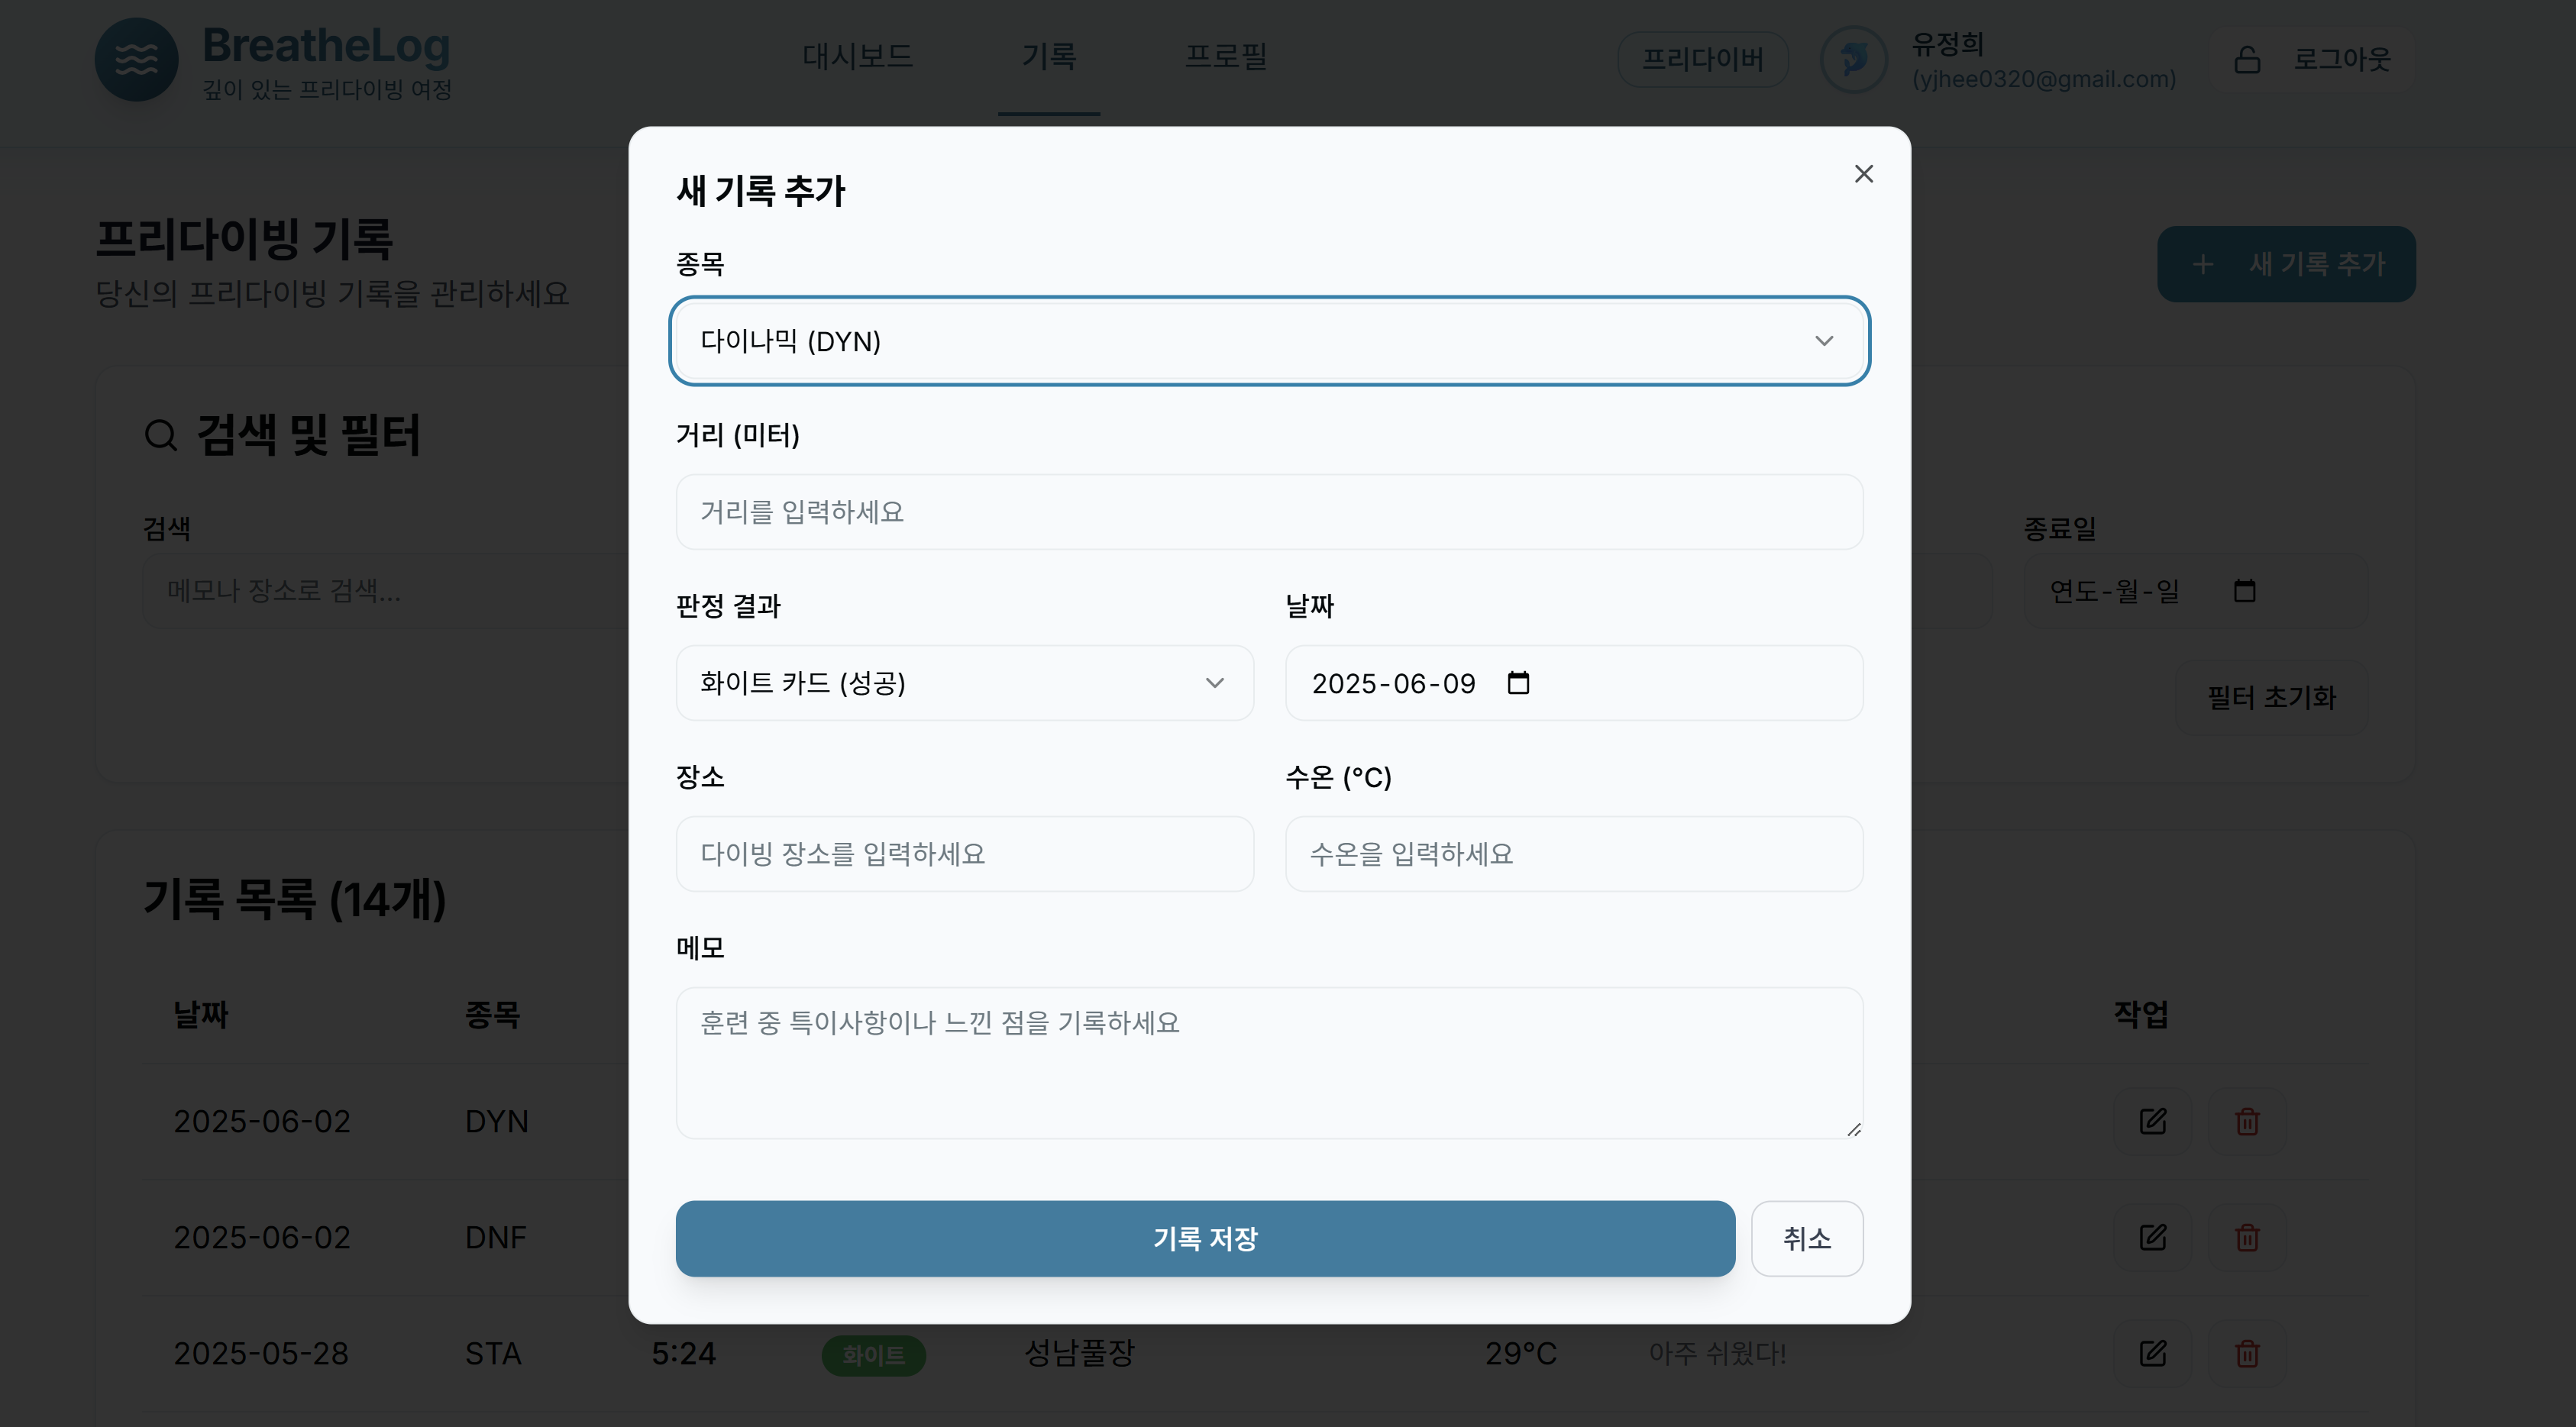 BreatheLog
깊이 있는 프리다이빙 여정
대시보드
기록
프로필
프리다이버
유정희
(yjhee0320@gmail.com)
로그아웃
프리다이빙 기록
당신의 프리다이빙 기록을 관리하세요
새 기록 추가
검색 및 필터
검색
메모나 장소로 검색...
종료일
연도-월-일
필터 초기화
새 기록 추가
종목
다이나믹 (DYN)
거리 (미터)
거리를 입력하세요
판정 결과
날짜
화이트 카드 (성공)
2025-06-09
장소
수온 (°C)
다이빙 장소를 입력하세요
수온을 입력하세요
메모
훈련 중 특이사항이나 느낀 점을 기록하세요
기록 저장
취소
기록 목록 (14개)
날짜
종목
작업
2025-06-02
DYN
2025-06-02
DNF
2025-05-28
STA
5:24
화이트
성남풀장
29°C
아주 쉬웠다!